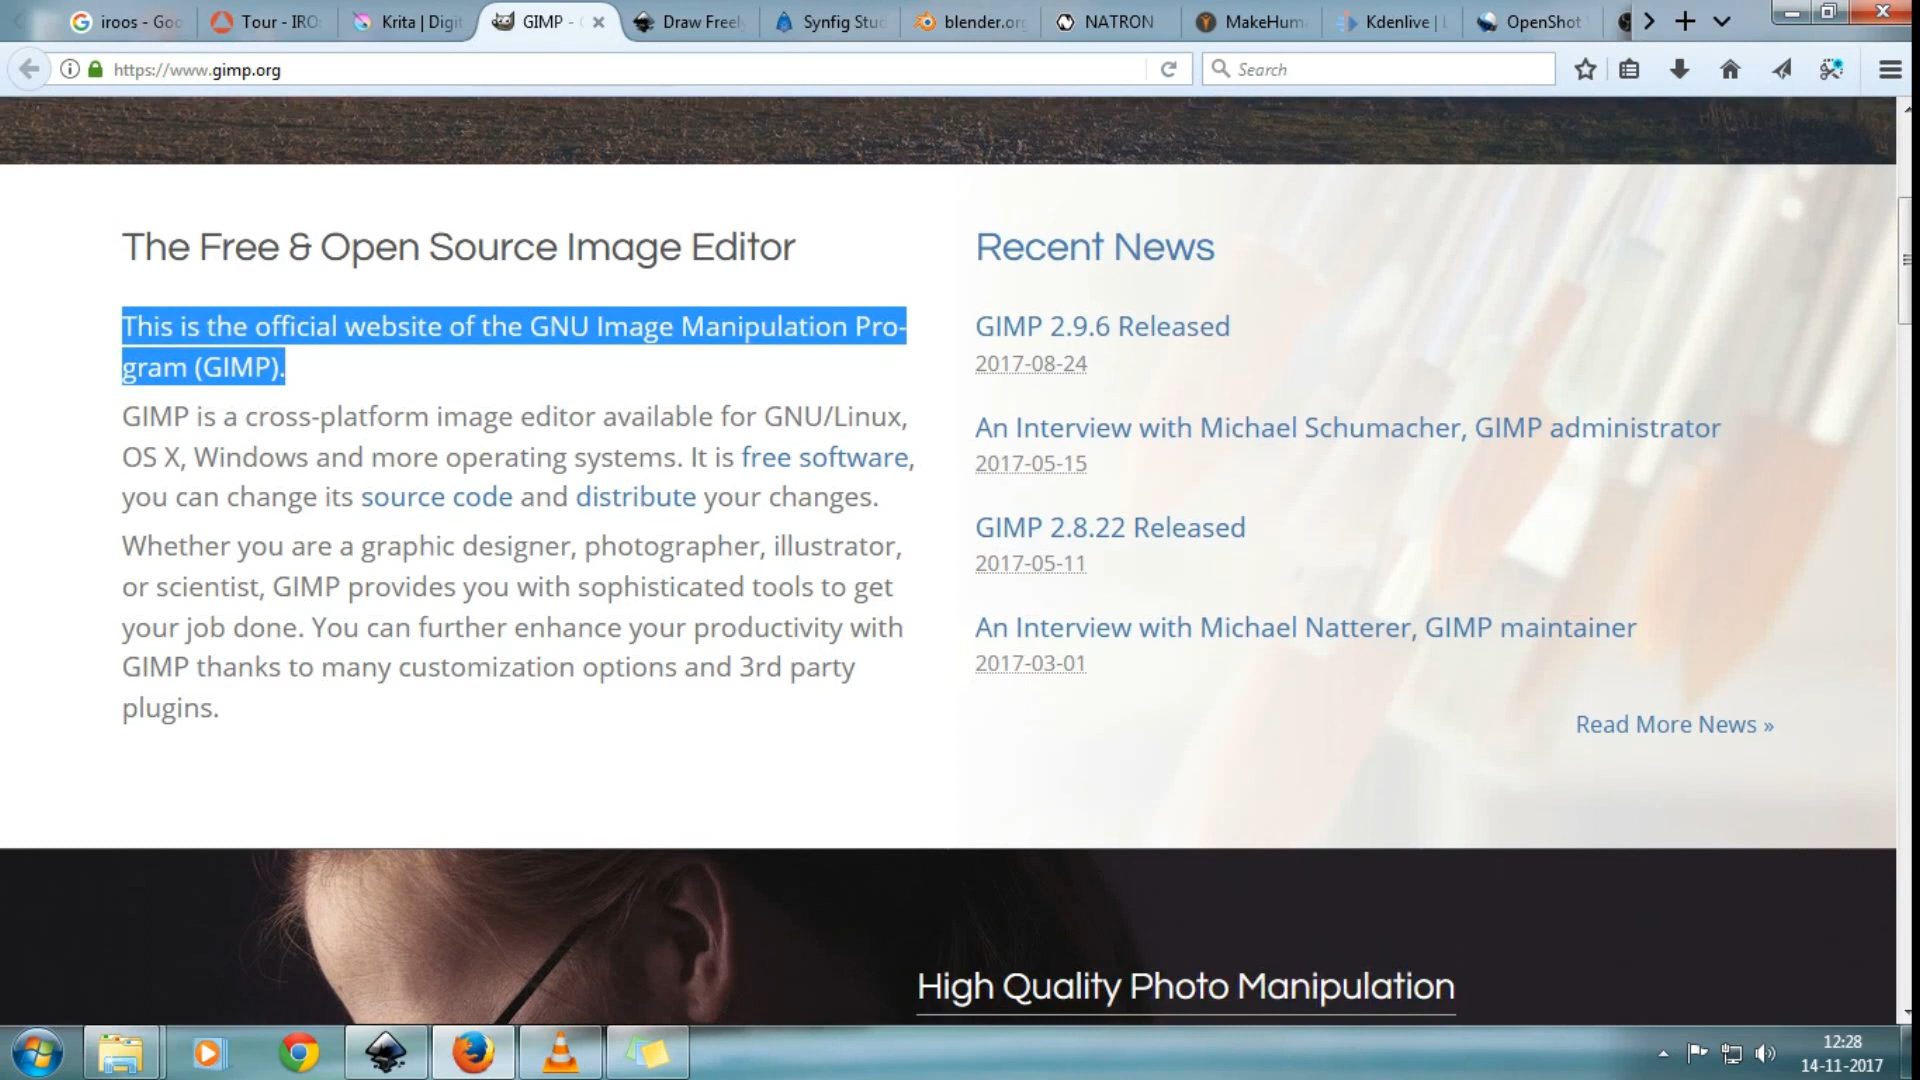 iroos - Goo
Tour - IRO
Krita | Digit
GIMP -
Draw Freel
Synfig Stu
blender.org
NATRON
MakeHum
Kdenlive |
OpenShot
https://www.gimp.org
Search
The Free & Open Source Image Editor
This is the official website of the GNU Image Manipulation Pro-
gram (GIMP).
GIMP is a cross-platform image editor available for GNU/Linux,
OS X, Windows and more operating systems. It is free software,
you can change its source code and distribute your changes.
Whether you are a graphic designer, photographer, illustrator,
or scientist, GIMP provides you with sophisticated tools to get
your job done. You can further enhance your productivity with
GIMP thanks to many customization options and 3rd party
plugins.
Recent News
GIMP 2.9.6 Released
2017-08-24
An Interview with Michael Schumacher, GIMP administrator
2017-05-15
GIMP 2.8.22 Released
2017-05-11
An Interview with Michael Natterer, GIMP maintainer
2017-03-01
Read More News »
High Quality Photo Manipulation
12:28
14-11-2017